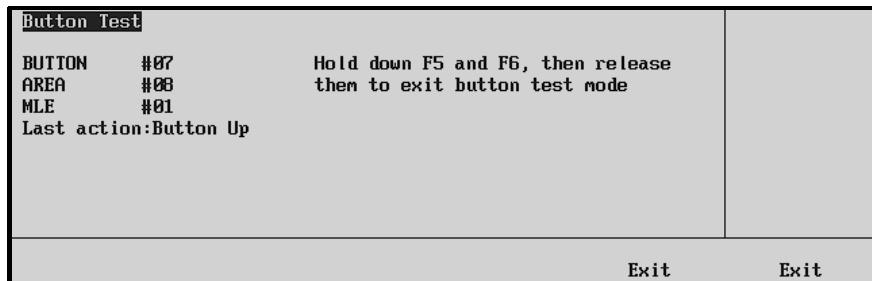 Button Test
BUTTON #07 Hold down F5 and F6, then release
AREA #08 them to exit button test mode
MLE #01
Last action:Button Up
Exit Exit